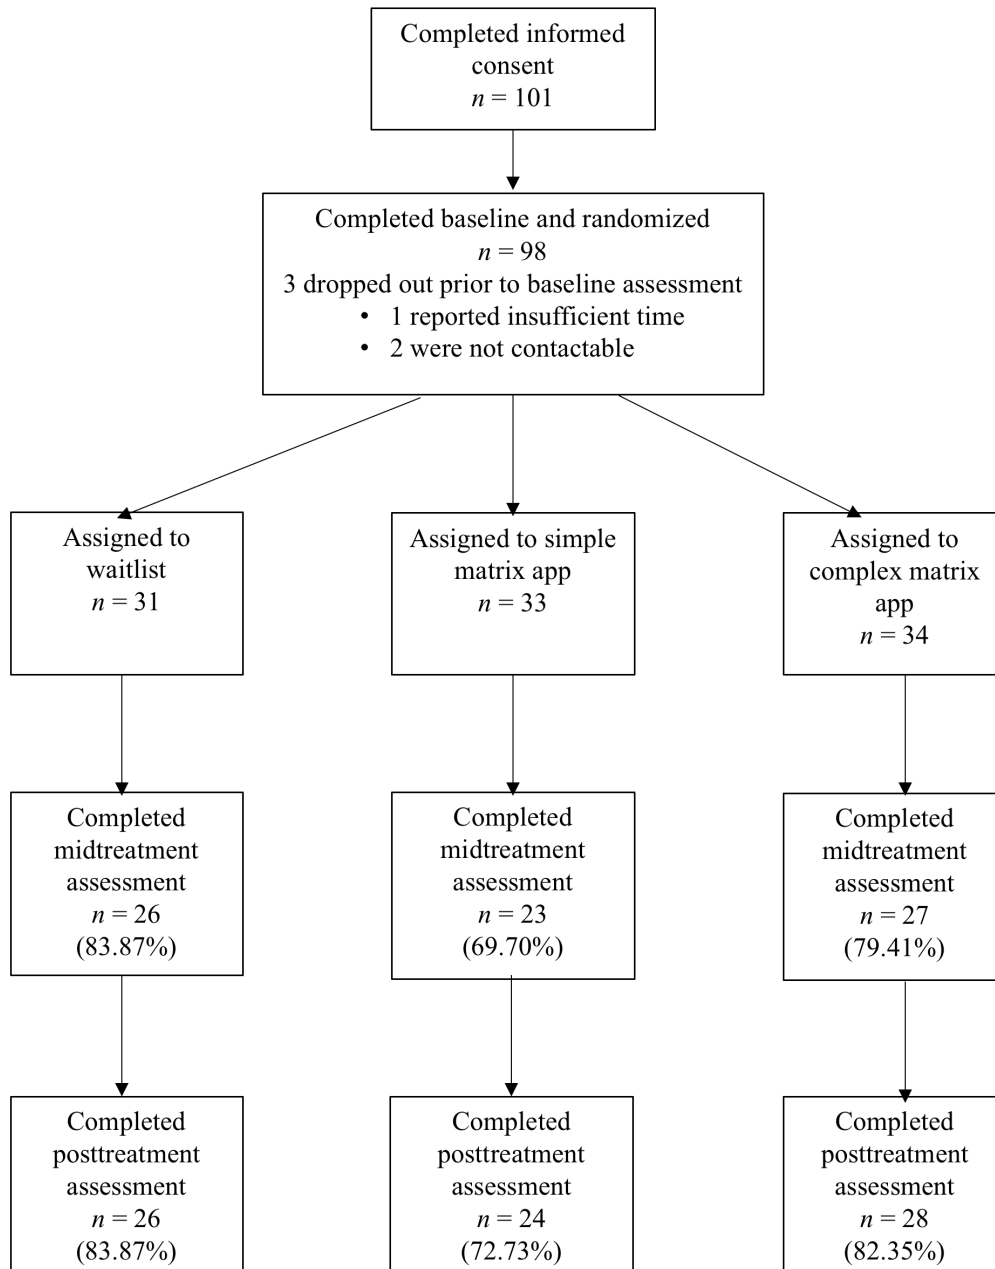 Completed informed
consent
n = 101
Completed baseline and randomized
n = 98
3 dropped out prior to baseline assessment
• 1 reported insufficient time
• 2 were not contactable
Assigned to
waitlist
n = 31
Assigned to simple
matrix app
n = 33
Assigned to
complex matrix
app
n = 34
Completed
midtreatment
assessment
n = 26
(83.87%)
Completed
midtreatment
assessment
n = 23
(69.70%)
Completed
midtreatment
assessment
n = 27
(79.41%)
Completed
posttreatment
assessment
n = 26
(83.87%)
Completed
posttreatment
assessment
n = 24
(72.73%)
Completed
posttreatment
assessment
n = 28
(82.35%)